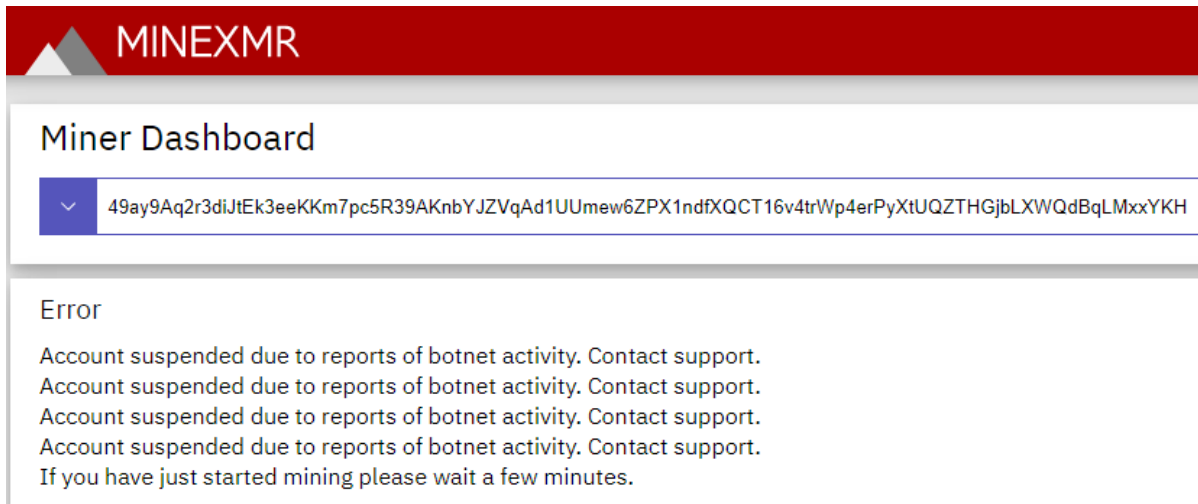 MINEXMR
Miner Dashboard
49ay9Aq2r3diJtEk3eeKKm7pc5R39AKnbYJZVqAd1UUmew6ZPX1ndfXQCT16v4trWp4erPyXtUQZTHGjbLXWQdBqLMxxYKH
Error
Account suspended due to reports of botnet activity. Contact support.
Account suspended due to reports of botnet activity. Contact support.
Account suspended due to reports of botnet activity. Contact support.
Account suspended due to reports of botnet activity. Contact support.
If you have just started mining please wait a few minutes.